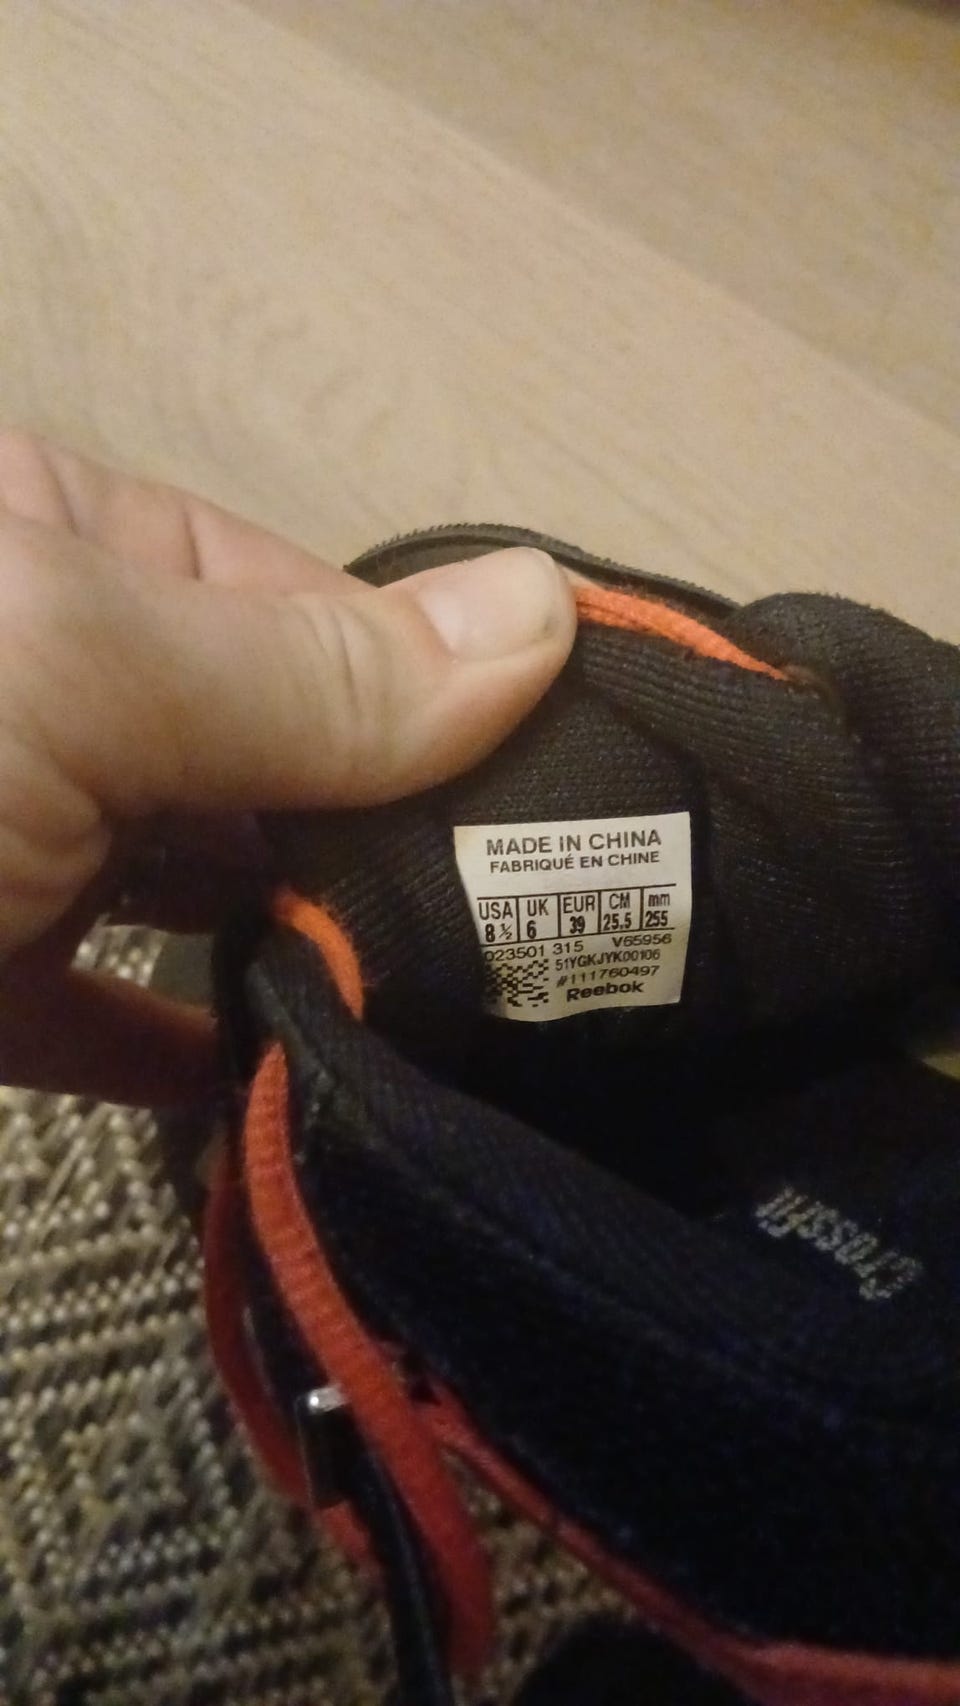 MADE IN CHINA
FABRIQUÉ EN CHINE
USA UK EUR CM mm
8 ½ 6 39 25.5 255
023501 315 V65956
51YGKJYK00106
#111760497
Reebok
Crossfit